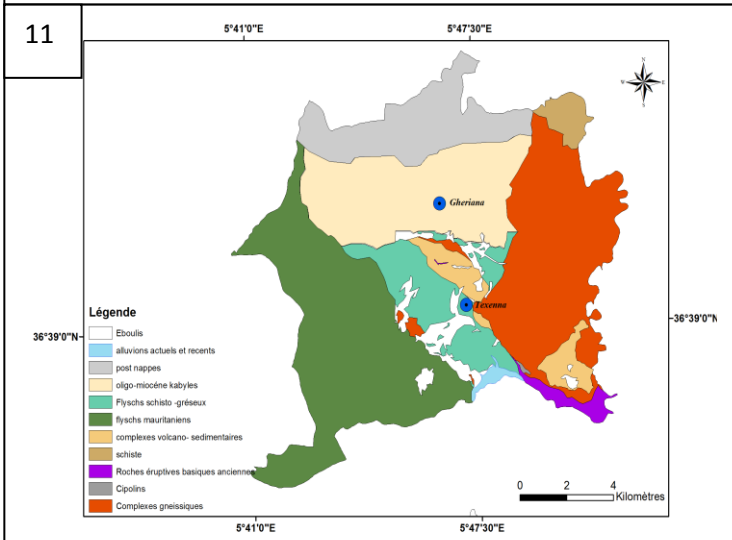 11
5°41'0"E
5°47'30"E
N
W
E
S
Gheriana
Texenna
36°39'0"N
36°39'0"N
Légende
Eboulis
alluvions actuels et recents
post nappes
oligo-miocéne kabyles
Flyschs schisto -gréseux
flyschs mauritaniens
complexes volcano- sedimentaires
schiste
Roches éruptives basiques anciennes
Cipolins
Complexes gneissiques
0 2 4
Kilomètres
5°41'0"E
5°47'30"E